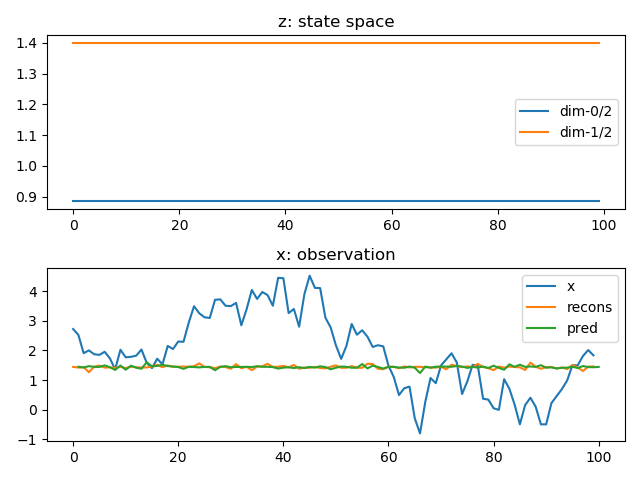 z: state space
1.4
1.3
1.2
1.1
1.0
0.9
dim-0/2
dim-1/2
0 20 40 60 80 100
x: observation
4
3
2
1
0
−1
x
recons
pred
0 20 40 60 80 100